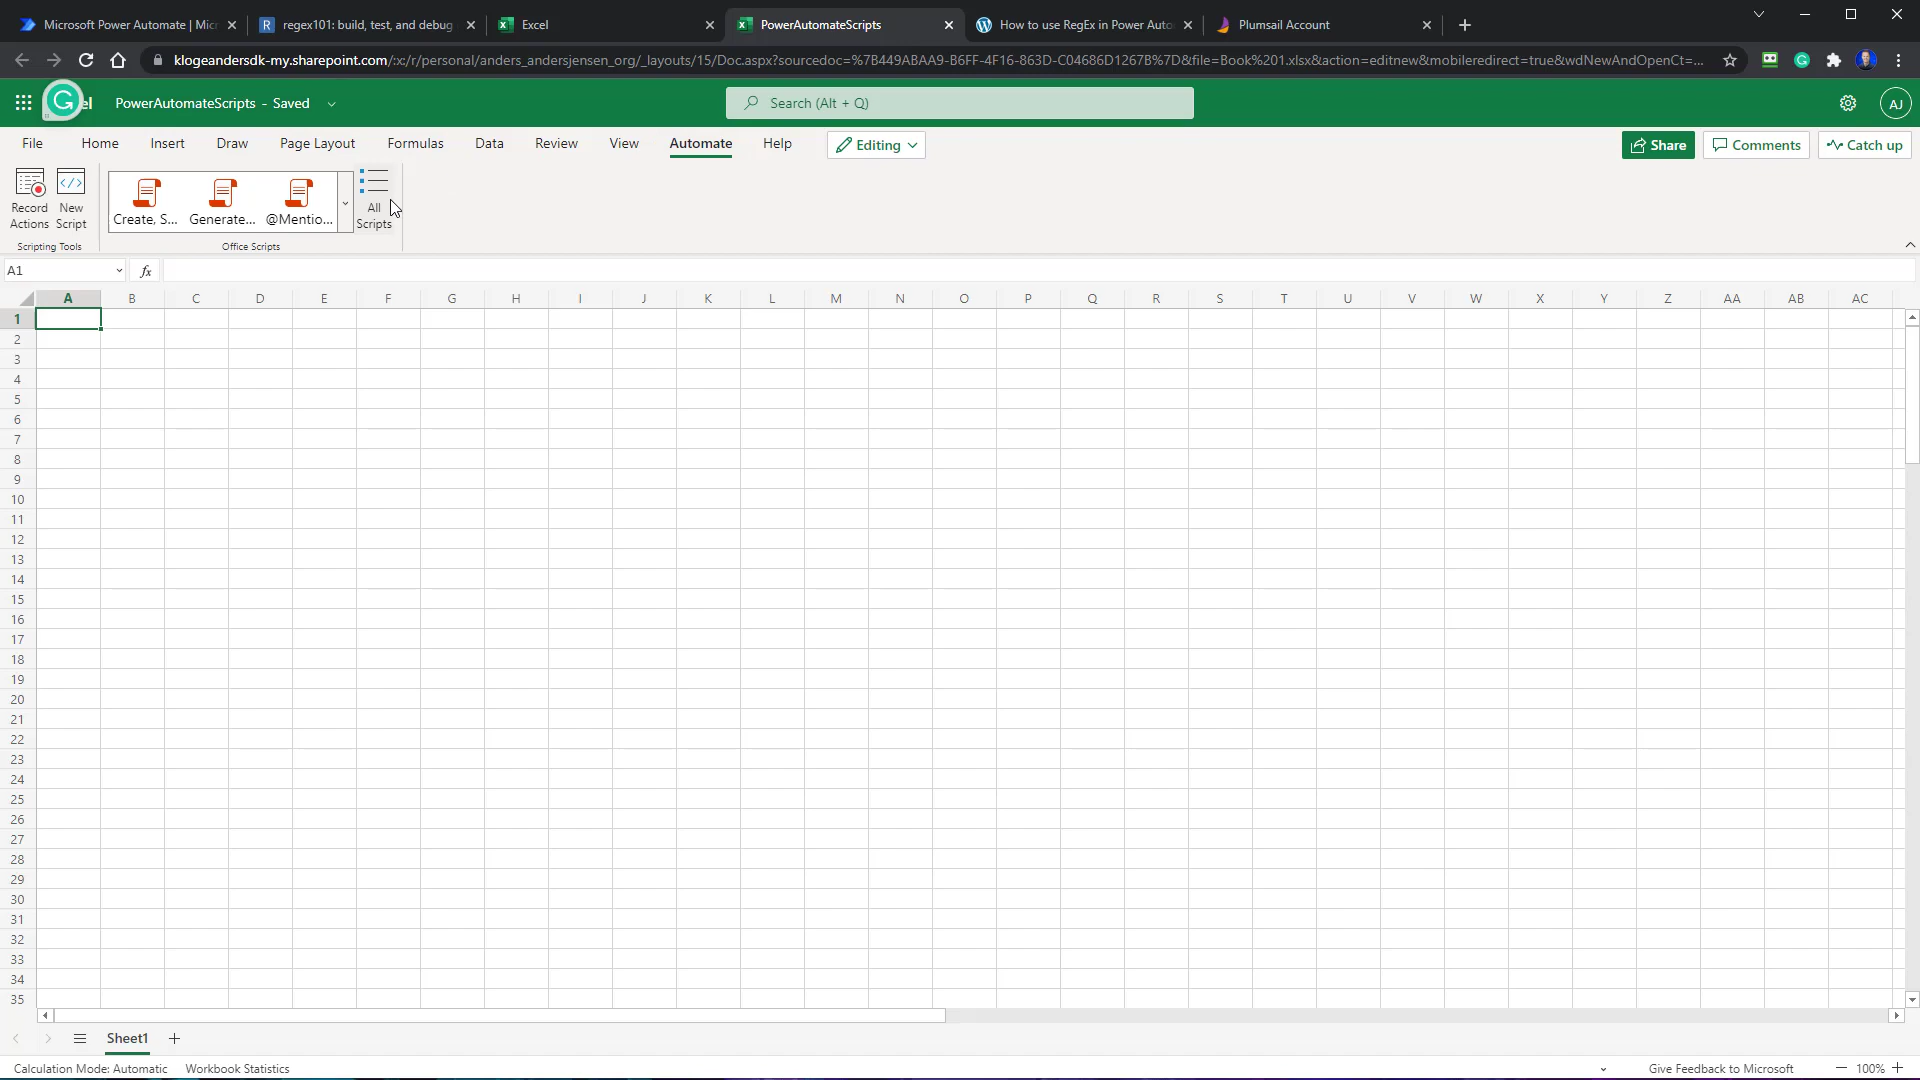 Microsoft Power Automate | Micr
regex101: build, test, and debug
Excel
PowerAutomateScripts
How to use RegEx in Power Auto
Plumsail Account
klogeandersdk-my.sharepoint.com/:x:/r/personal/anders_andersjensen_org/_layouts/15/Doc.aspx?sourcedoc=%7B449ABAA9-B6FF-4F16-863D-C04686D1267B%7D&file=Book%201.xlsx&action=editnew&mobileredirect=true&wdNewAndOpenCt=...
el
PowerAutomateScripts - Saved
Search (Alt + Q)
AJ
File Home Insert Draw Page Layout Formulas Data Review View Automate Help
Editing
Share
Comments
Catch up
Record Actions
New Script
Create, S...
Generate...
@Mentio...
All Scripts
Scripting Tools
Office Scripts
A1
fx
A B C D E F G H I J K L M N O P Q R S T U V W X Y Z AA AB AC
1
2
3
4
5
6
7
8
9
10
11
12
13
14
15
16
17
18
19
20
21
22
23
24
25
26
27
28
29
30
31
32
33
34
35
Sheet1
Calculation Mode: Automatic Workbook Statistics
Give Feedback to Microsoft
100%